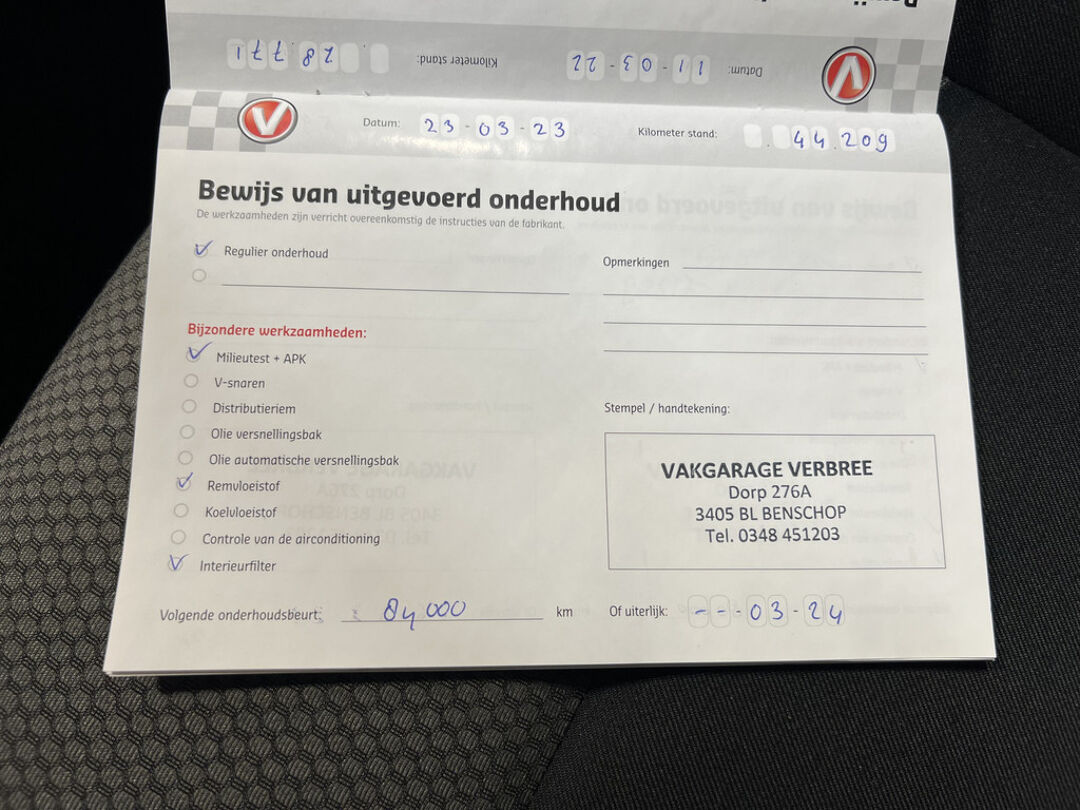 Kilometer stand: 28.771
Datum: 11-03-22
Datum: 23-03-23 Kilometer stand: 44.209
Bewijs van uitgevoerd onderhoud
De werkzaamheden zijn verricht overeenkomstig de instructies van de fabrikant.
Regulier onderhoud
Opmerkingen
Bijzondere werkzaamheden:
Milieutest + APK
V-snaren
Distributieriem
Olie versnellingsbak
Olie automatische versnellingsbak
Remvloeistof
Koelvloeistof
Controle van de airconditioning
Interieurfilter
Stempel / handtekening:
VAKGARAGE VERBREE
Dorp 276A
3405 BL BENSCHOP
Tel. 0348 451203
Volgende onderhoudsbeurt: 84000 km Of uiterlijk: -- - 03 - 24